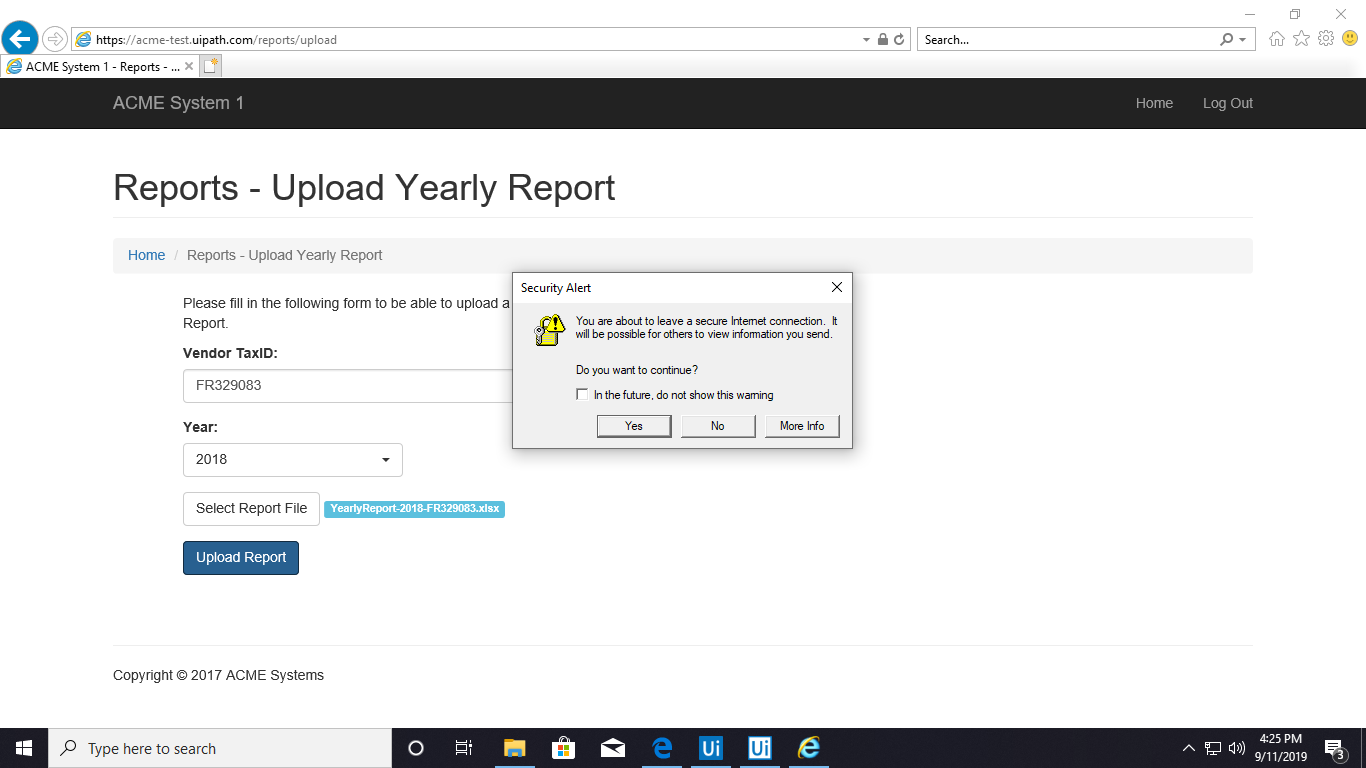 https://acme-test.uipath.com/reports/upload
Search...
ACME System 1 - Reports - ...
ACME System 1
Home
Log Out
Reports - Upload Yearly Report
Home / Reports - Upload Yearly Report
Please fill in the following form to be able to upload a
Report.
Vendor TaxID:
FR329083
Year:
2018
Select Report File
YearlyReport-2018-FR329083.xlsx
Upload Report
Security Alert
You are about to leave a secure Internet connection. It
will be possible for others to view information you send.
Do you want to continue?
In the future, do not show this warning
Yes
No
More Info
Copyright © 2017 ACME Systems
Type here to search
Ui
Ui
4:25 PM
9/11/2019
3